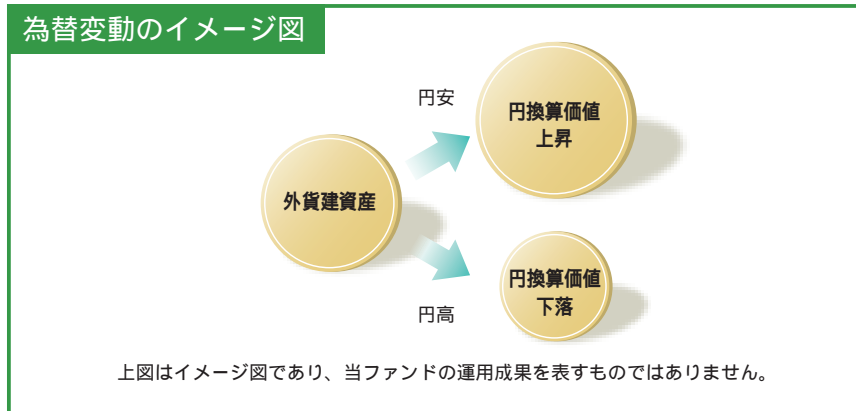 為替変動のイメージ図
円安
円換算価値
上昇
外貨建資産
円換算価値
下落
円高
上図はイメージ図であり、当ファンドの運用成果を表すものではありません。